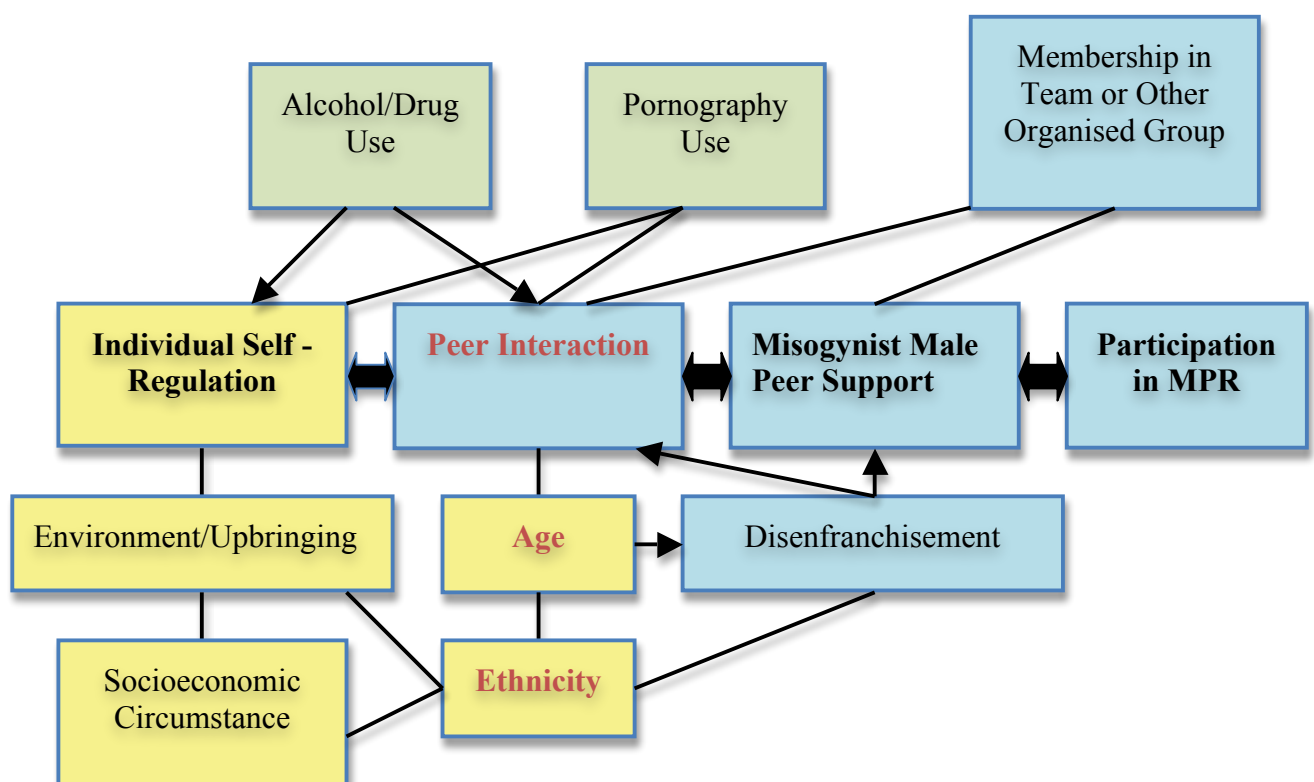 Alcohol/Drug
Use
Pornography
Use
Membership in
Team or Other
Organised Group
Individual Self -
Regulation
Peer Interaction
Misogynist Male
Peer Support
Participation
in MPR
Environment/Upbringing
Age
Disenfranchisement
Socioeconomic
Circumstance
Ethnicity